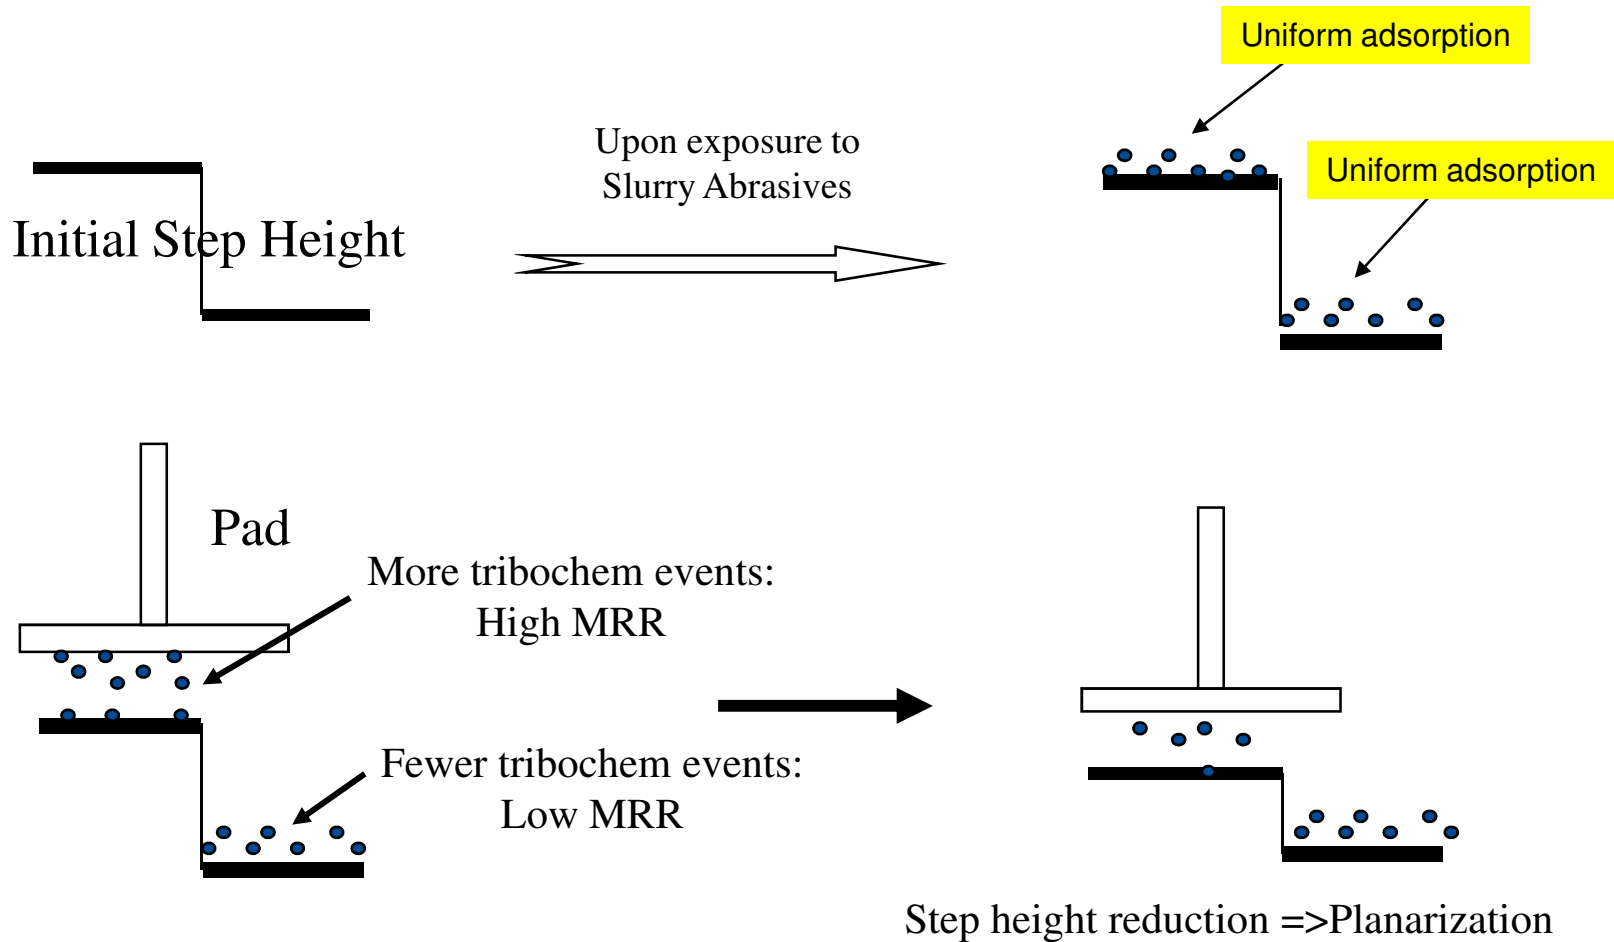 Uniform adsorption
Upon exposure to
Slurry Abrasives
Uniform adsorption
Initial Step Height
Pad
More tribochem events:
High MRR
Fewer tribochem events:
Low MRR
Step height reduction =>Planarization